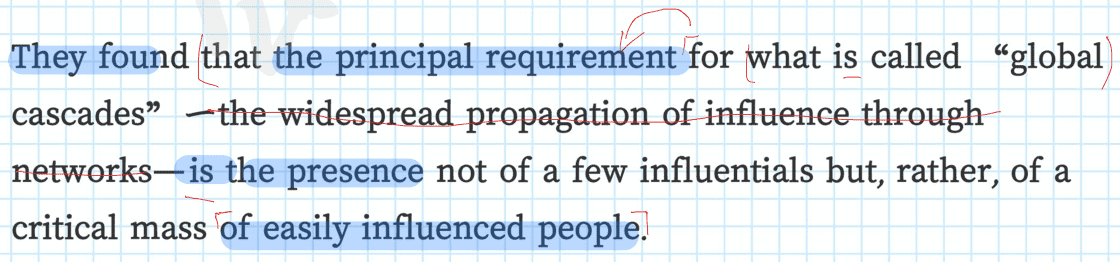 They found that the principal requirement for what is called “global
cascades” —the widespread propagation of influence through
networks—is the presence not of a few influentials but, rather, of a
critical mass of easily influenced people.